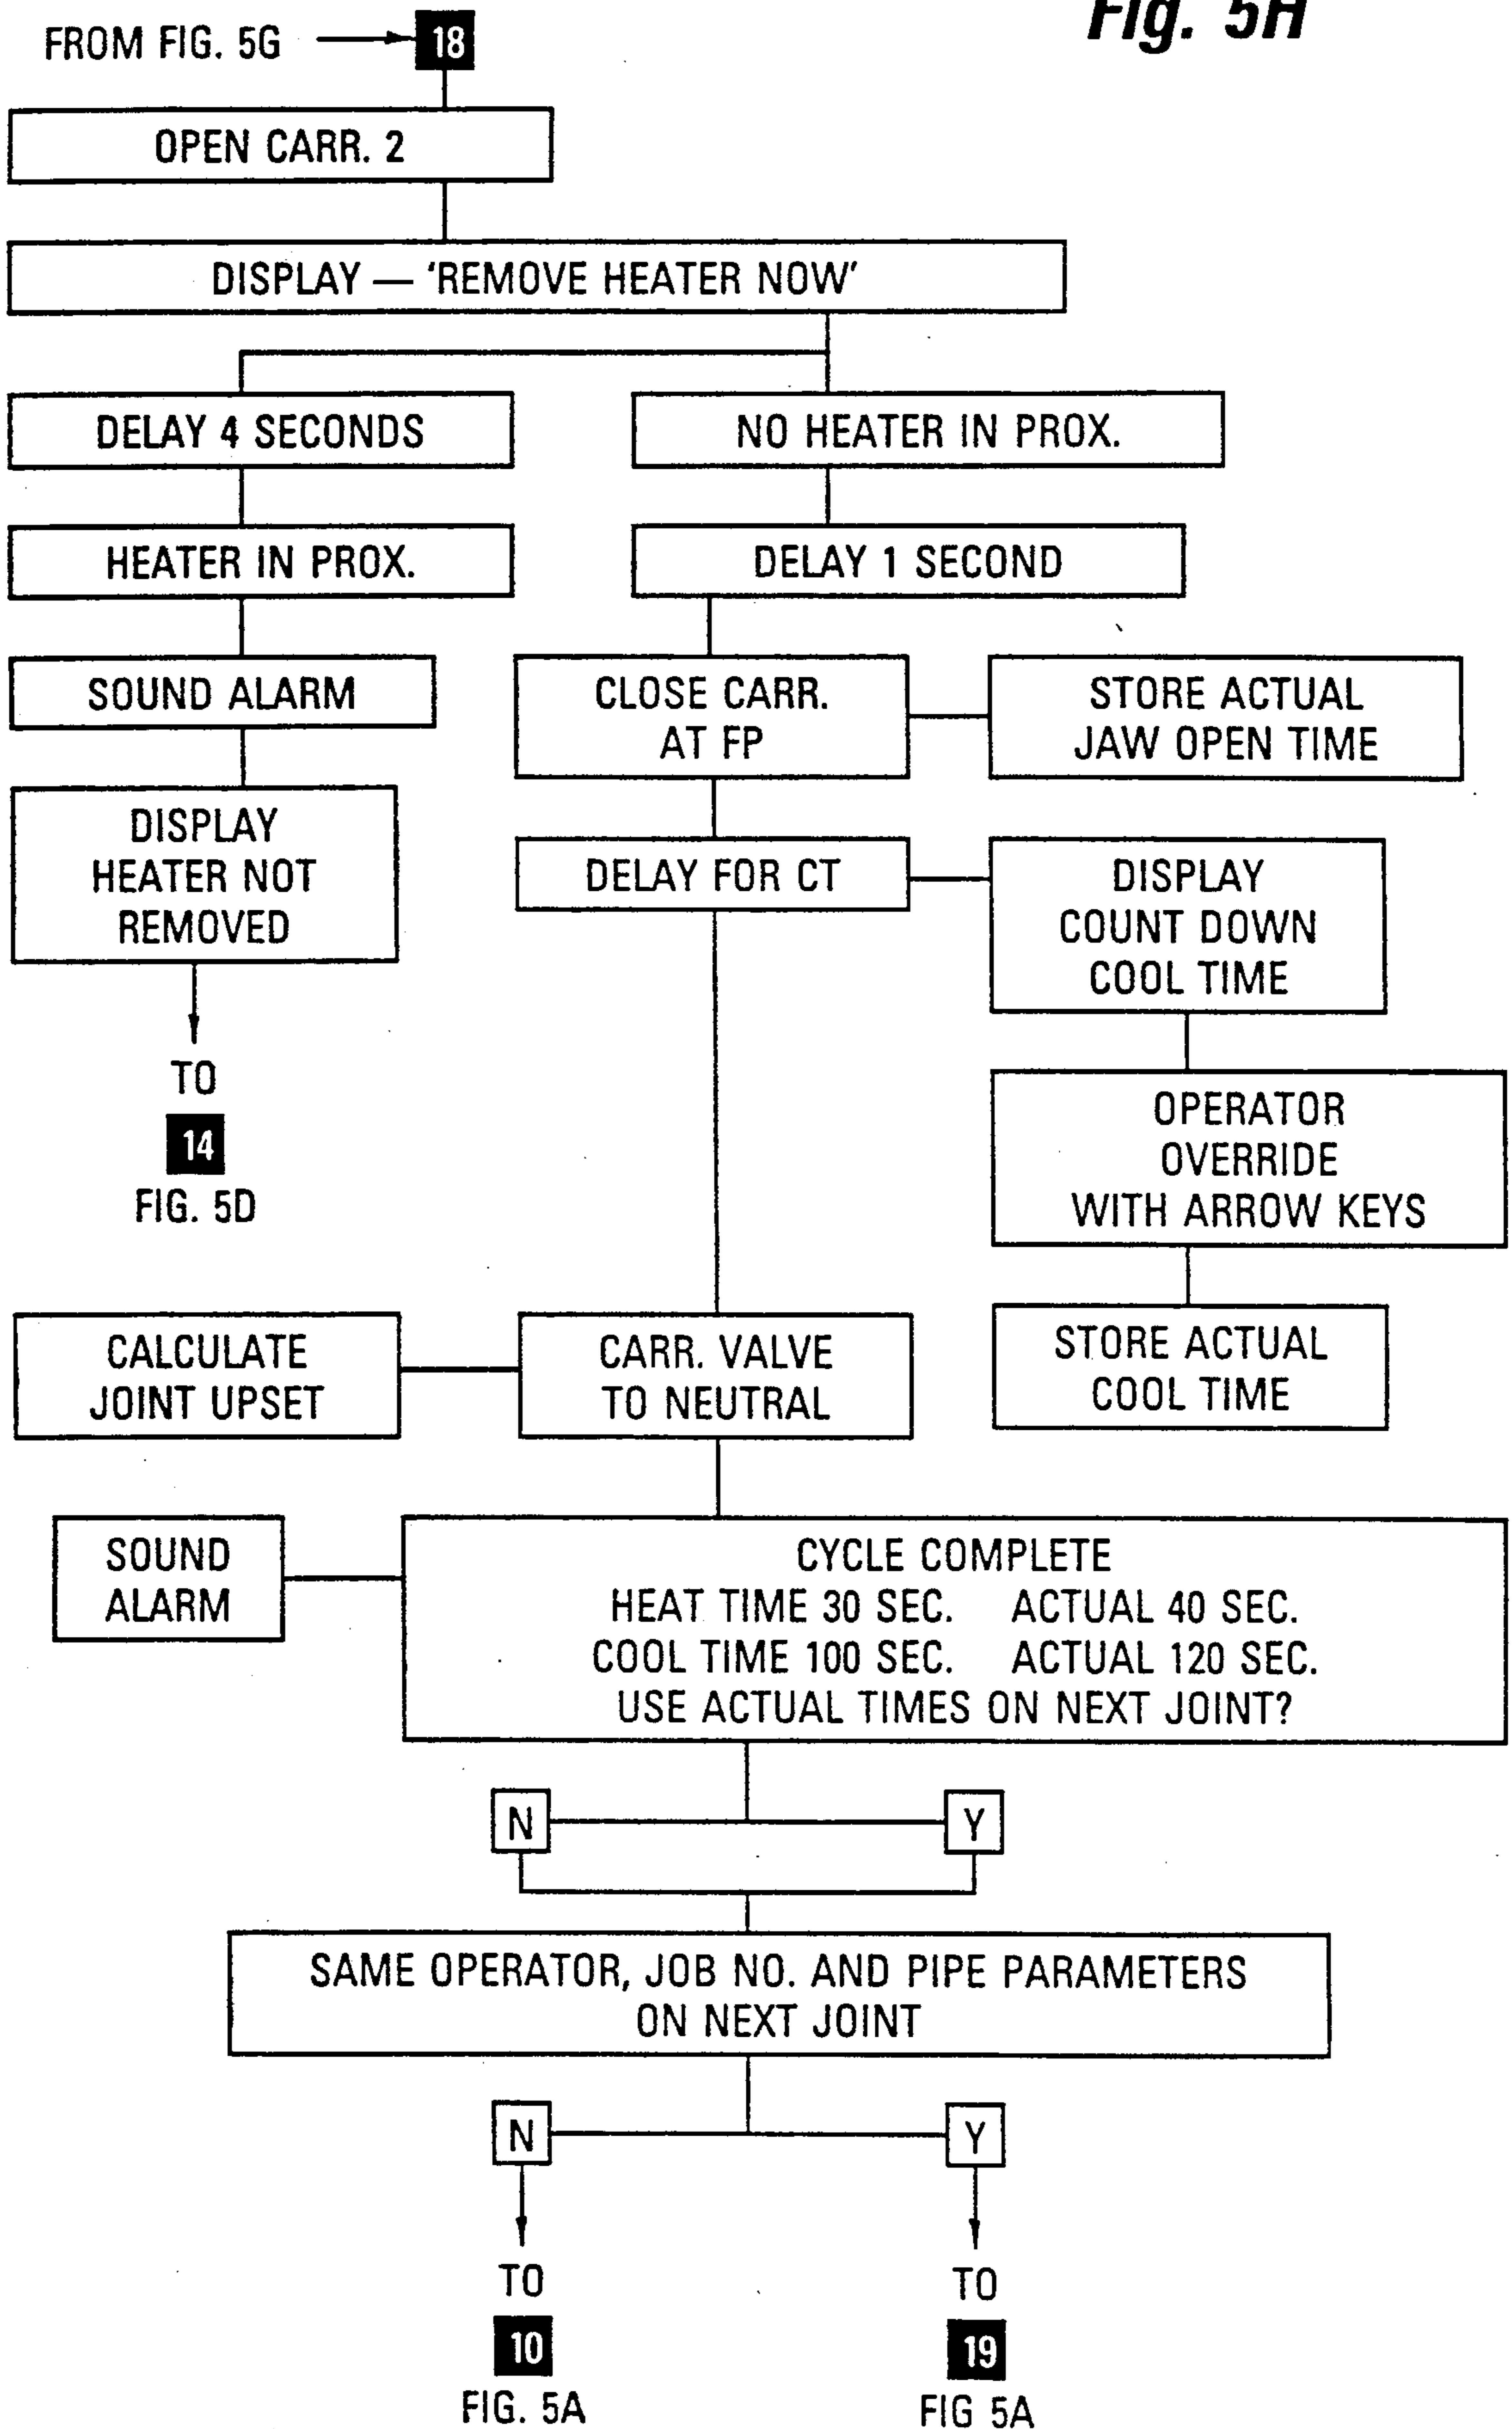 Fig. 5H
FROM FIG. 5G
18
OPEN CARR. 2
DISPLAY — 'REMOVE HEATER NOW'
DELAY 4 SECONDS
NO HEATER IN PROX.
HEATER IN PROX.
DELAY 1 SECOND
SOUND ALARM
CLOSE CARR.
AT FP
STORE ACTUAL
JAW OPEN TIME
DISPLAY
HEATER NOT
REMOVED
DELAY FOR CT
DISPLAY
COUNT DOWN
COOL TIME
TO
14
FIG. 5D
OPERATOR
OVERRIDE
WITH ARROW KEYS
CALCULATE
JOINT UPSET
CARR. VALVE
TO NEUTRAL
STORE ACTUAL
COOL TIME
SOUND
ALARM
CYCLE COMPLETE
HEAT TIME 30 SEC. ACTUAL 40 SEC.
COOL TIME 100 SEC. ACTUAL 120 SEC.
USE ACTUAL TIMES ON NEXT JOINT?
N
Y
SAME OPERATOR, JOB NO. AND PIPE PARAMETERS
ON NEXT JOINT
N
Y
TO
10
FIG. 5A
TO
19
FIG 5A